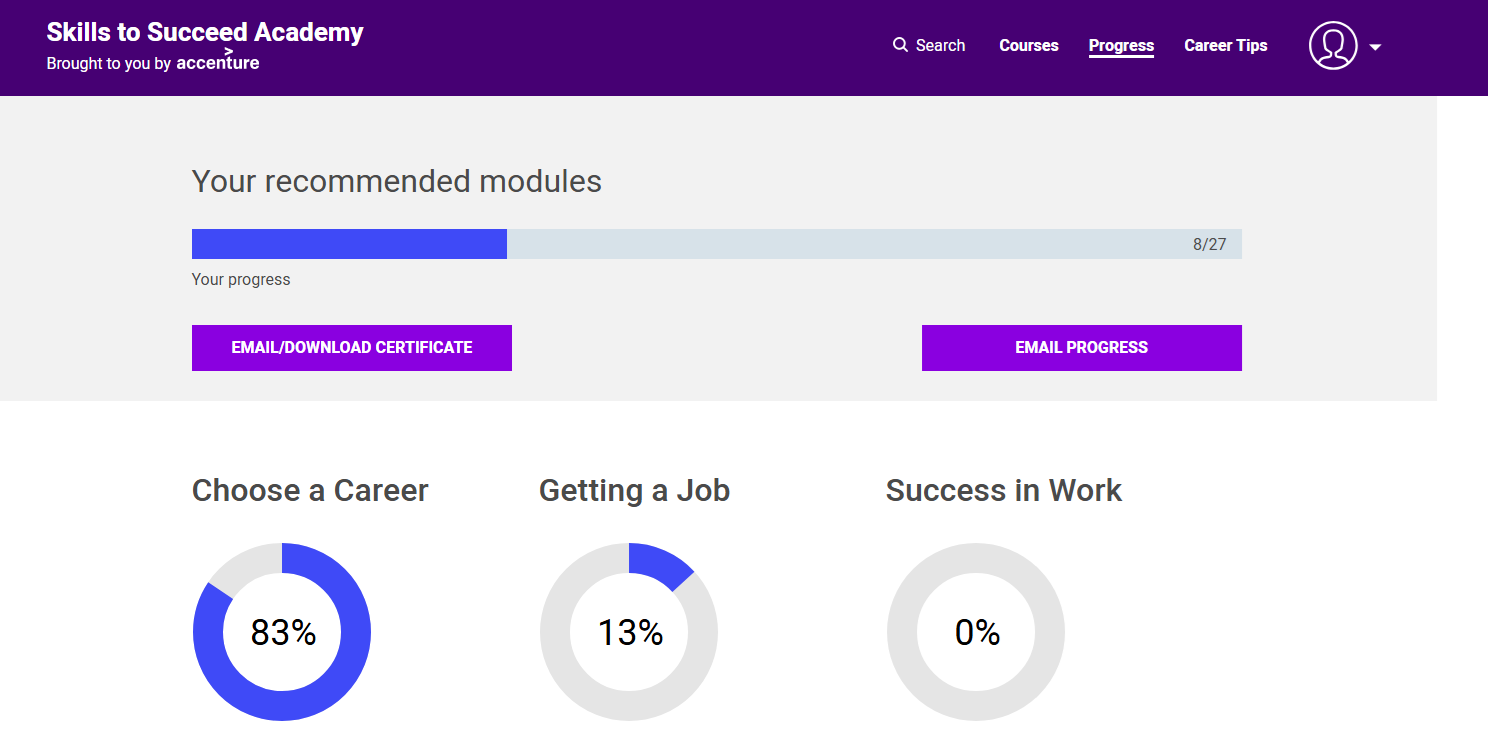 Skills to Succeed Academy
Brought to you by accenture
Search
Courses
Progress
Career Tips
Your recommended modules
8/27
Your progress
EMAIL/DOWNLOAD CERTIFICATE
EMAIL PROGRESS
Choose a Career
Getting a Job
Success in Work
83%
13%
0%